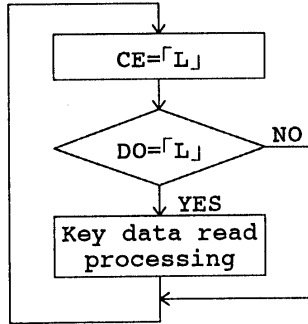 CE=「L」
DO=「L」
NO
YES
Key data read
processing